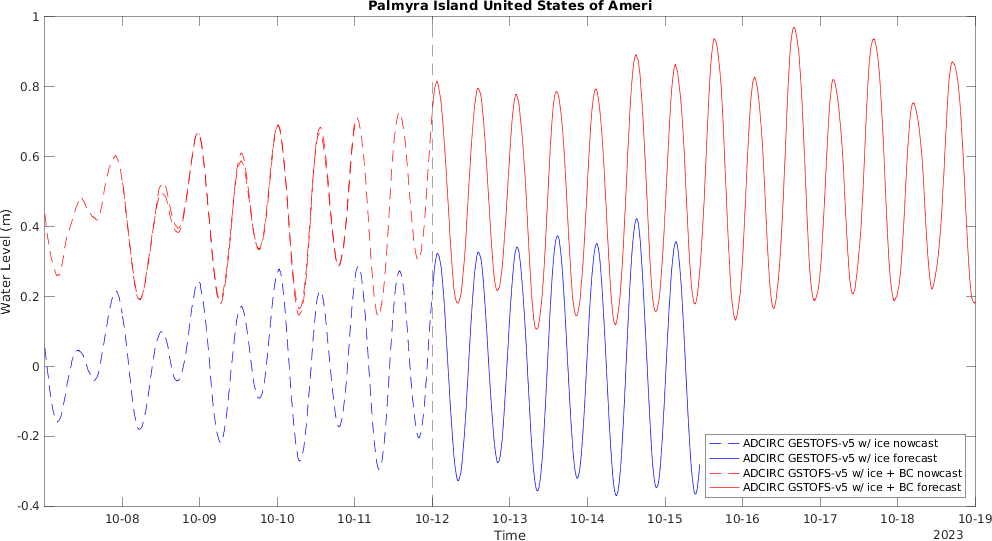 Palmyra Island United States of Ameri
Water Level (m)
1
0.8
0.6
0.4
0.2
0
-0.2
-0.4
ADCIRC GESTOFS-v5 w/ ice nowcast
ADCIRC GESTOFS-v5 w/ ice forecast
ADCIRC GSTOFS-v5 w/ ice + BC nowcast
ADCIRC GSTOFS-v5 w/ ice + BC forecast
10-08 10-09 10-10 10-11 10-12 10-13 10-14 10-15 10-16 10-17 10-18 10-19
Time
2023